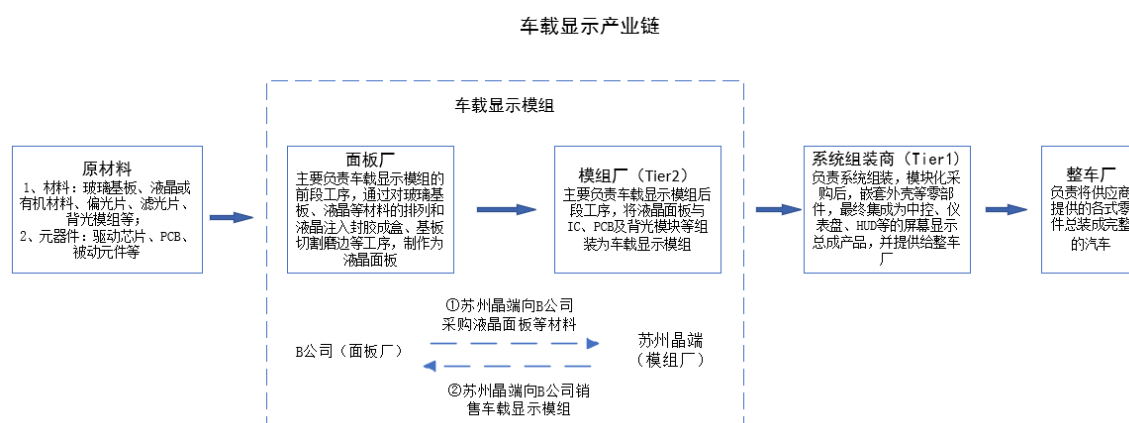 车载显示产业链
车载显示模组
原材料
1、材料：玻璃基板、液晶或
有机材料、偏光片、滤光片、
背光模组等；
2、元器件：驱动芯片、PCB、
被动元件等
面板厂
主要负责车载显示模组的
前段工序，通过对玻璃基
板、液晶等材料的排列和
液晶注入封胶成盒、基板
切割磨边等工序，制作为
液晶面板
模组厂（Tier2）
主要负责车载显示模组后
段工序，将液晶面板与
IC、PCB及背光模块等组
装为车载显示模组
系统组装商（Tier1）
负责系统组装，模块化采
购后，嵌套外壳等零部
件，最终集成为中控、仪
表盘、HUD等的屏幕显示
总成产品，并提供给整车
厂
整车厂
负责将供应商
提供的各式零
件总装成完整
的汽车
①苏州晶端向B公司
采购液晶面板等材料
B公司（面板厂）
苏州晶端
（模组厂）
②苏州晶端向B公司销
售车载显示模组